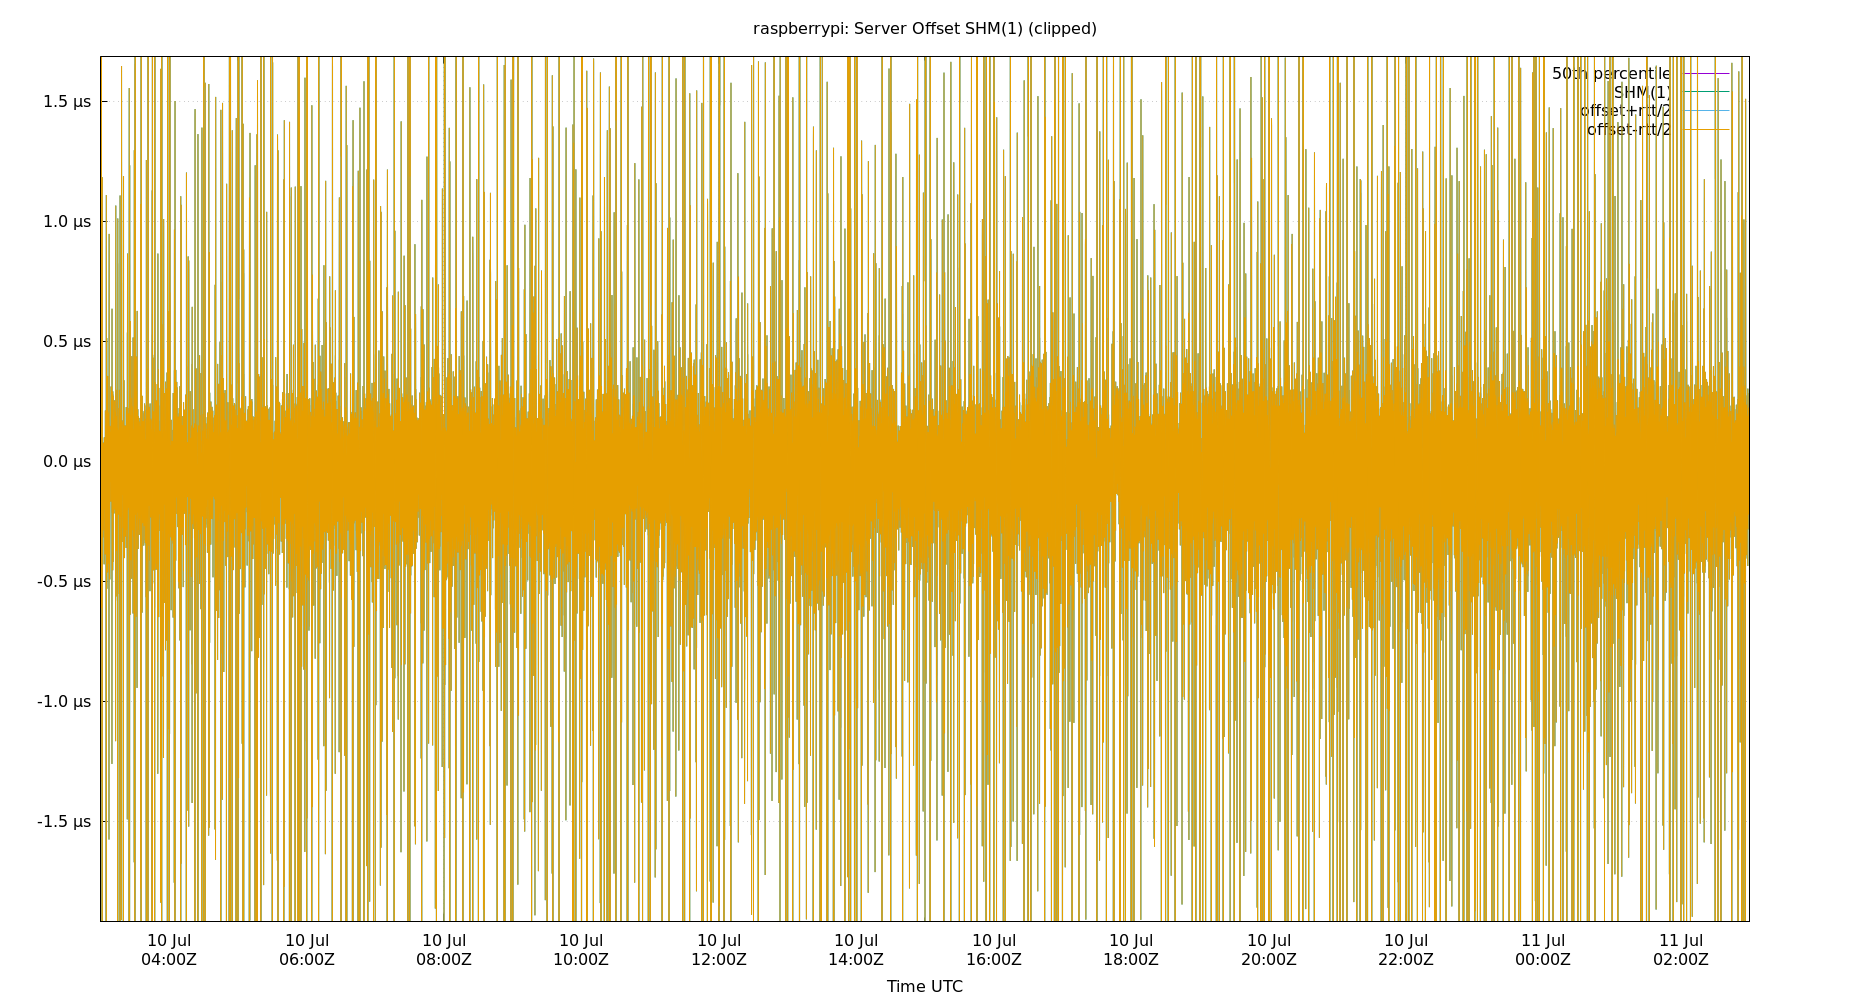 raspberrypi: Server Offset SHM(1) (clipped)
50th percentile
SHM(1)
offset+rtt/2
offset-rtt/2
1.5 µs
1.0 µs
0.5 µs
0.0 µs
-0.5 µs
-1.0 µs
-1.5 µs
10 Jul 10 Jul 10 Jul 10 Jul 10 Jul 10 Jul 10 Jul 10 Jul 10 Jul 10 Jul 11 Jul 11 Jul
04:00Z 06:00Z 08:00Z 10:00Z 12:00Z 14:00Z 16:00Z 18:00Z 20:00Z 22:00Z 00:00Z 02:00Z
Time UTC